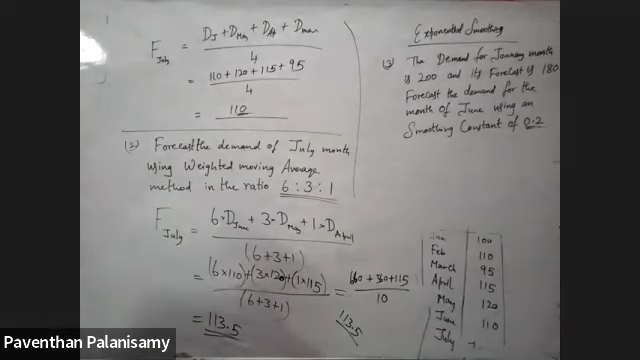 F July = D J + D May + D A + D mar
4
= 110 + 120 + 115 + 95
4
= 110
(2) Forecast the demand of July month
using Weighted moving Average
method in the ratio 6 : 3 : 1
F July = 6 * D June + 3 * D May + 1 * D April
(6+3+1)
= (6×110)+(3×120)+(1×115) = 660 + 360 + 115
(6+3+1) 10
= 113.5 113.5
Exponential Smoothing
(3) The Demand for January month
is 200 and its Forecast is 180
Forecast the demand for the
month of June using an
Smoothing Constant of 0.2
Jan 100
Feb 110
March 95
April 115
May 120
June 110
July
Paventhan Palanisamy